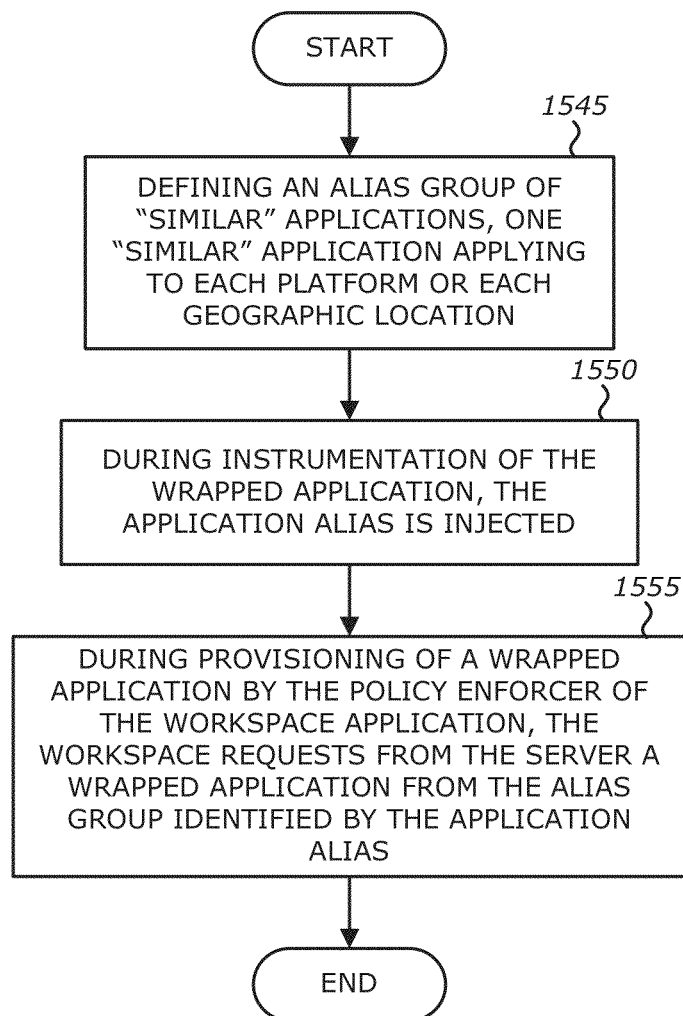 START
1545
DEFINING AN ALIAS GROUP OF
“SIMILAR” APPLICATIONS, ONE
“SIMILAR” APPLICATION APPLYING
TO EACH PLATFORM OR EACH
GEOGRAPHIC LOCATION
1550
DURING INSTRUMENTATION OF THE
WRAPPED APPLICATION, THE
APPLICATION ALIAS IS INJECTED
1555
DURING PROVISIONING OF A WRAPPED
APPLICATION BY THE POLICY ENFORCER OF
THE WORKSPACE APPLICATION, THE
WORKSPACE REQUESTS FROM THE SERVER A
WRAPPED APPLICATION FROM THE ALIAS
GROUP IDENTIFIED BY THE APPLICATION
ALIAS
END